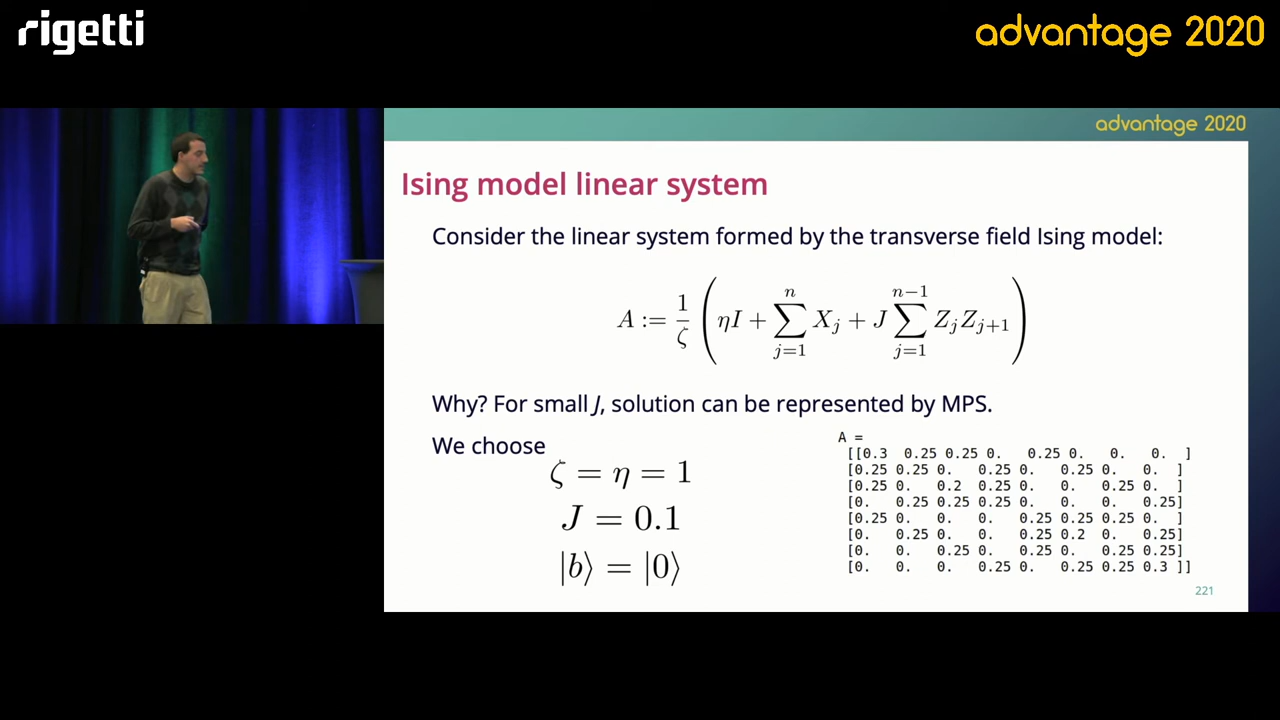 rigetti
advantage 2020
advantage 2020
Ising model linear system
Consider the linear system formed by the transverse field Ising model:
A := \frac{1}{ζ} \left( ηI + \sum_{j=1}^{n} X_j + J \sum_{j=1}^{n-1} Z_j Z_{j+1} \right)
Why? For small J, solution can be represented by MPS.
We choose
ζ = η = 1
J = 0.1
|b⟩ = |0⟩
A =
[[0.3 0.25 0.25 0. 0.25 0. 0. 0. ]
[0.25 0.25 0. 0.25 0. 0.25 0. 0. ]
[0.25 0. 0.2 0.25 0. 0. 0.25 0. ]
[0. 0.25 0.25 0.25 0. 0. 0. 0.25]
[0.25 0. 0. 0. 0.25 0.25 0.25 0. ]
[0. 0.25 0. 0. 0.25 0.2 0. 0.25]
[0. 0. 0.25 0. 0.25 0. 0.25 0.25]
[0. 0. 0. 0.25 0. 0.25 0.25 0.3 ]]
221